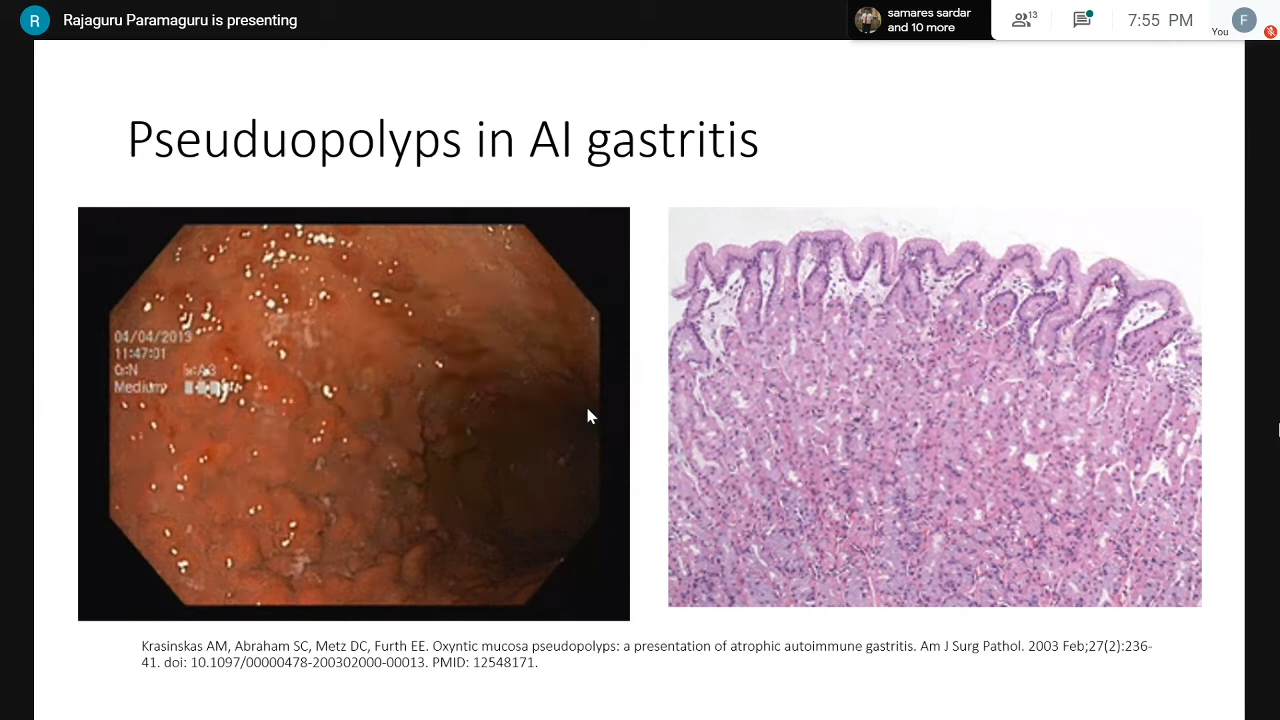 R Rajaguru Paramaguru is presenting
samares sardar
and 10 more
13
7:55 PM
You
F
Pseuduopolyps in AI gastritis
04/04/2013
11:47:01
Medium
Krasinskas AM, Abraham SC, Metz DC, Furth EE. Oxyntic mucosa pseudopolyps: a presentation of atrophic autoimmune gastritis. Am J Surg Pathol. 2003 Feb;27(2):236-
41. doi: 10.1097/00000478-200302000-00013. PMID: 12548171.